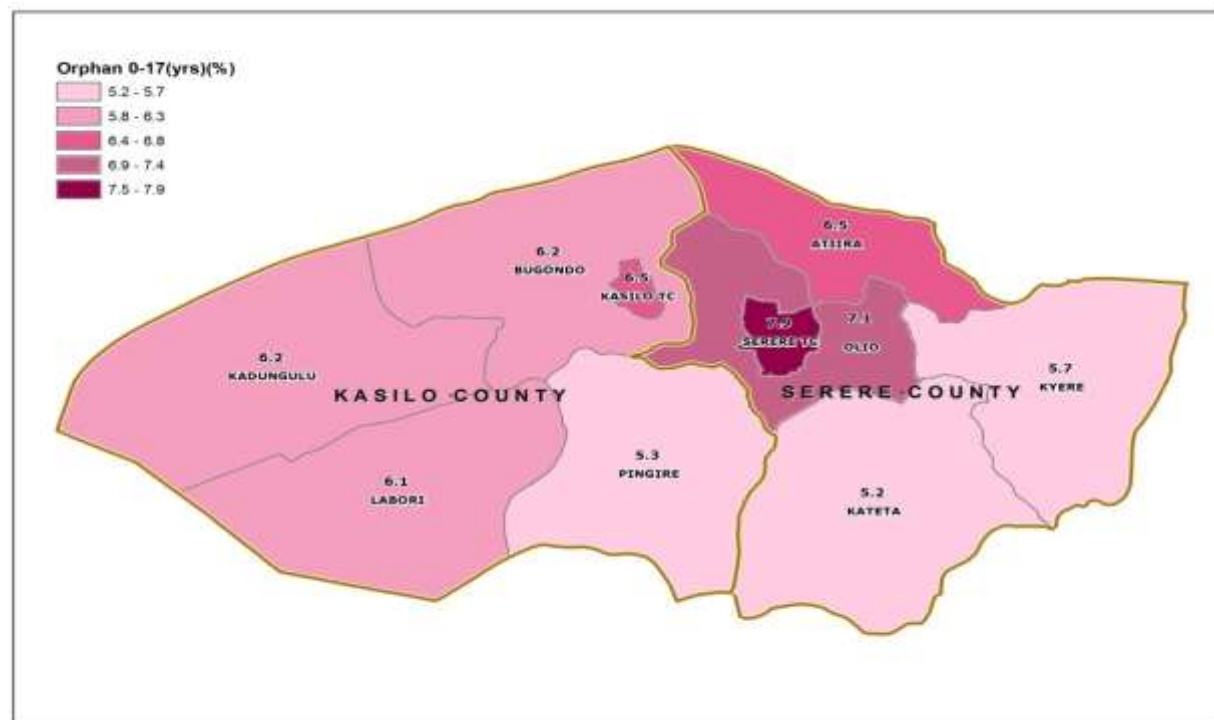 Orphan 0-17(yrs)(%)
5.2 - 5.7
5.8 - 6.3
6.4 - 6.8
6.9 - 7.4
7.5 - 7.9
6.5
ATIIRA
6.2
BUGONDO
6.5
KASILO TC
7.9
SERERE TC
7.1
OLIO
6.2
KADUNGULU
5.7
KYERE
KASILO COUNTY
SERERE COUNTY
5.3
PINGIRE
6.1
LABORI
5.2
KATETA